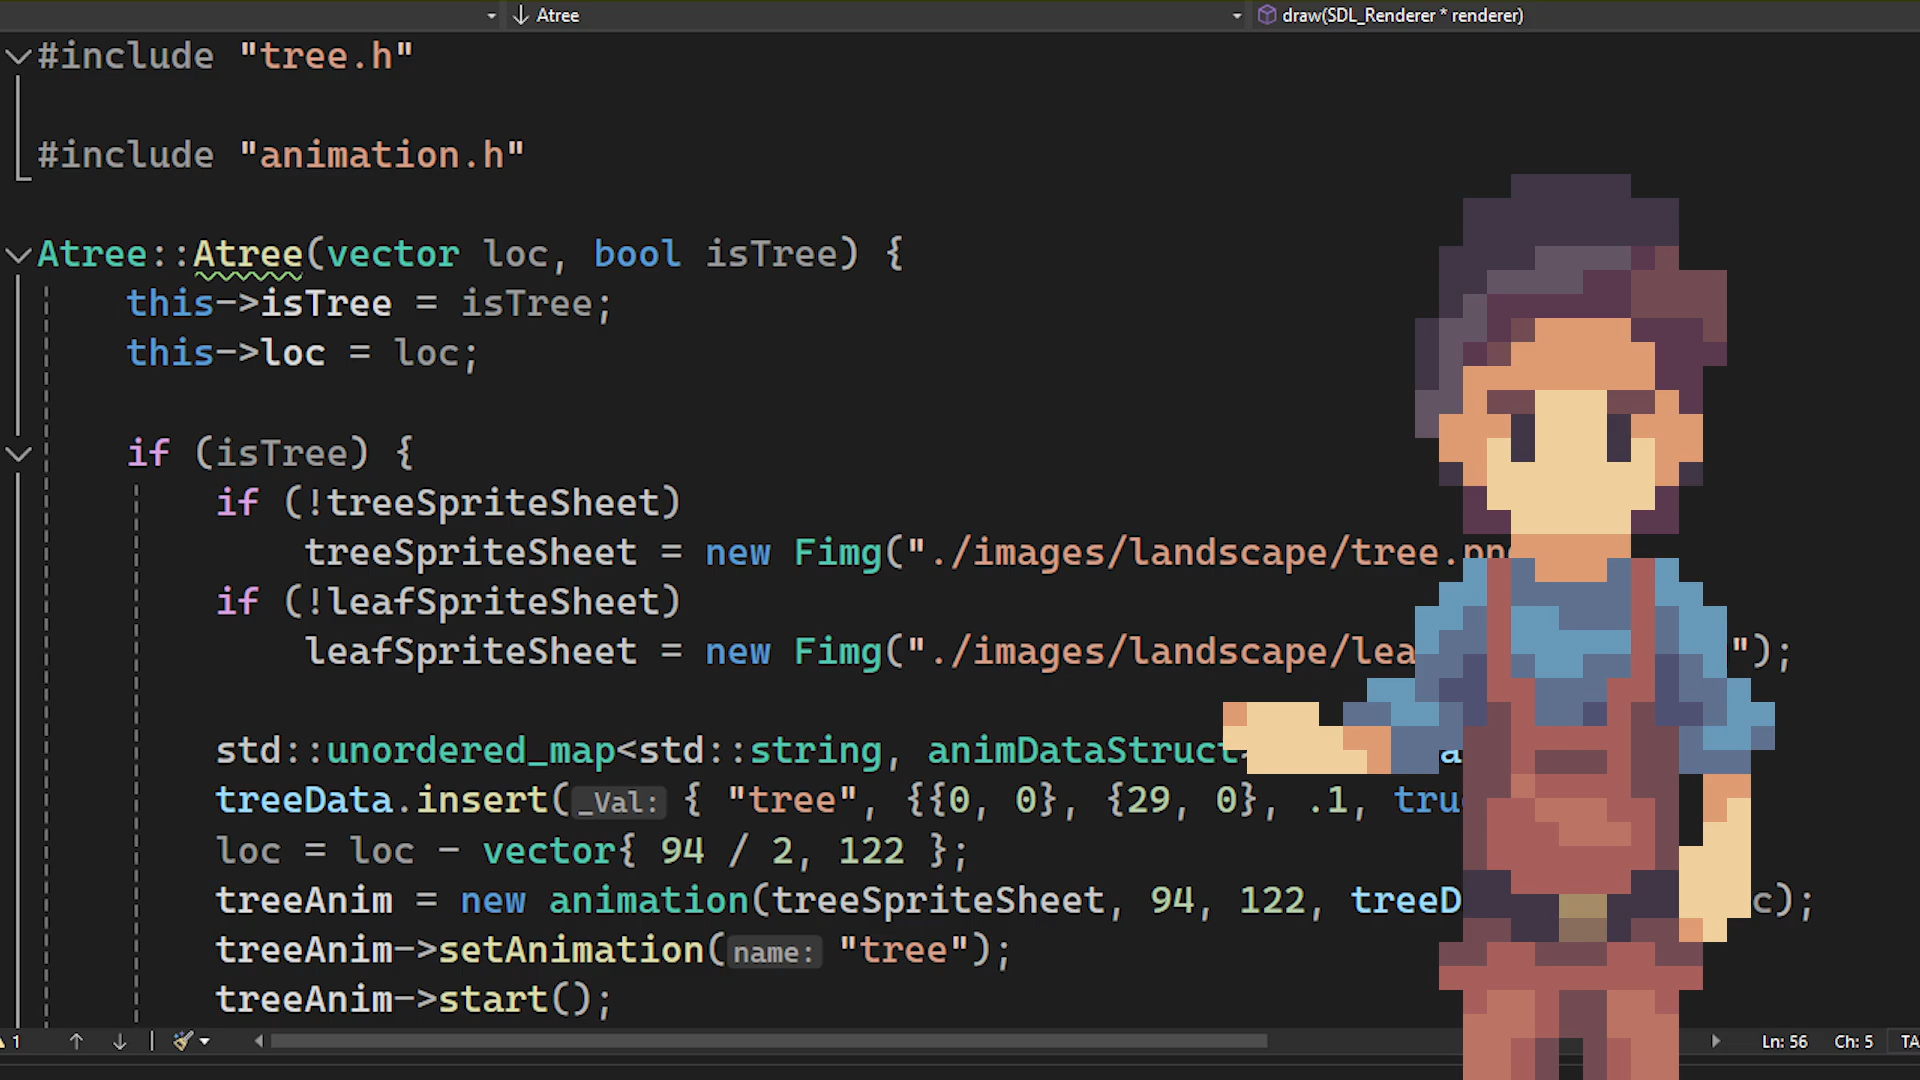 Atree draw(SDL_Renderer * renderer)
#include "tree.h"
#include "animation.h"
Atree::Atree(vector loc, bool isTree) {
this->isTree = isTree;
this->loc = loc;
if (isTree) {
if (!treeSpriteSheet)
treeSpriteSheet = new Fimg("./images/landscape/tree.png
if (!leafSpriteSheet)
leafSpriteSheet = new Fimg("./images/landscape/lea ");
std::unordered_map<std::string, animDataStruct
treeData.insert(_Val: { "tree", {{0, 0}, {29, 0}, .1, tru
loc = loc - vector{ 94 / 2, 122 };
treeAnim = new animation(treeSpriteSheet, 94, 122, treeD c);
treeAnim->setAnimation(name: "tree");
treeAnim->start();
1 Ln: 56 Ch: 5 TA